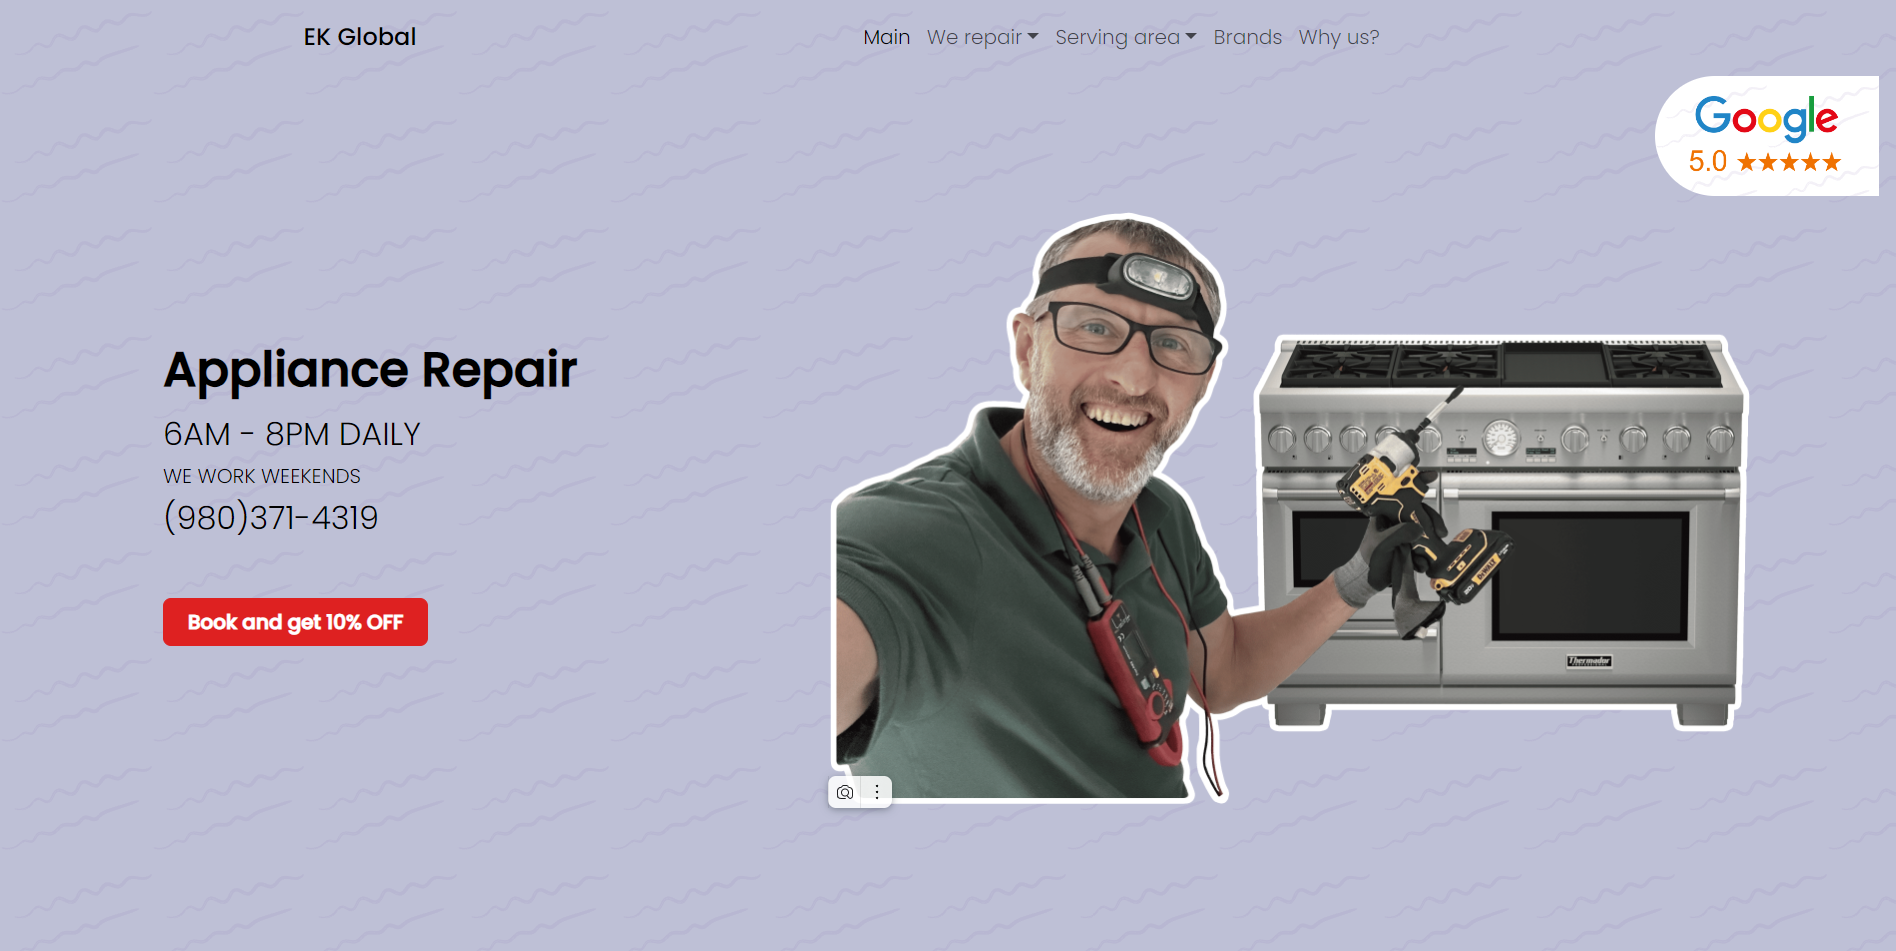 EK Global
Main We repair Serving area Brands Why us?
Google
5.0
Appliance Repair
6AM - 8PM DAILY
WE WORK WEEKENDS
(980)371-4319
Book and get 10% OFF
DEWALT
Thermador